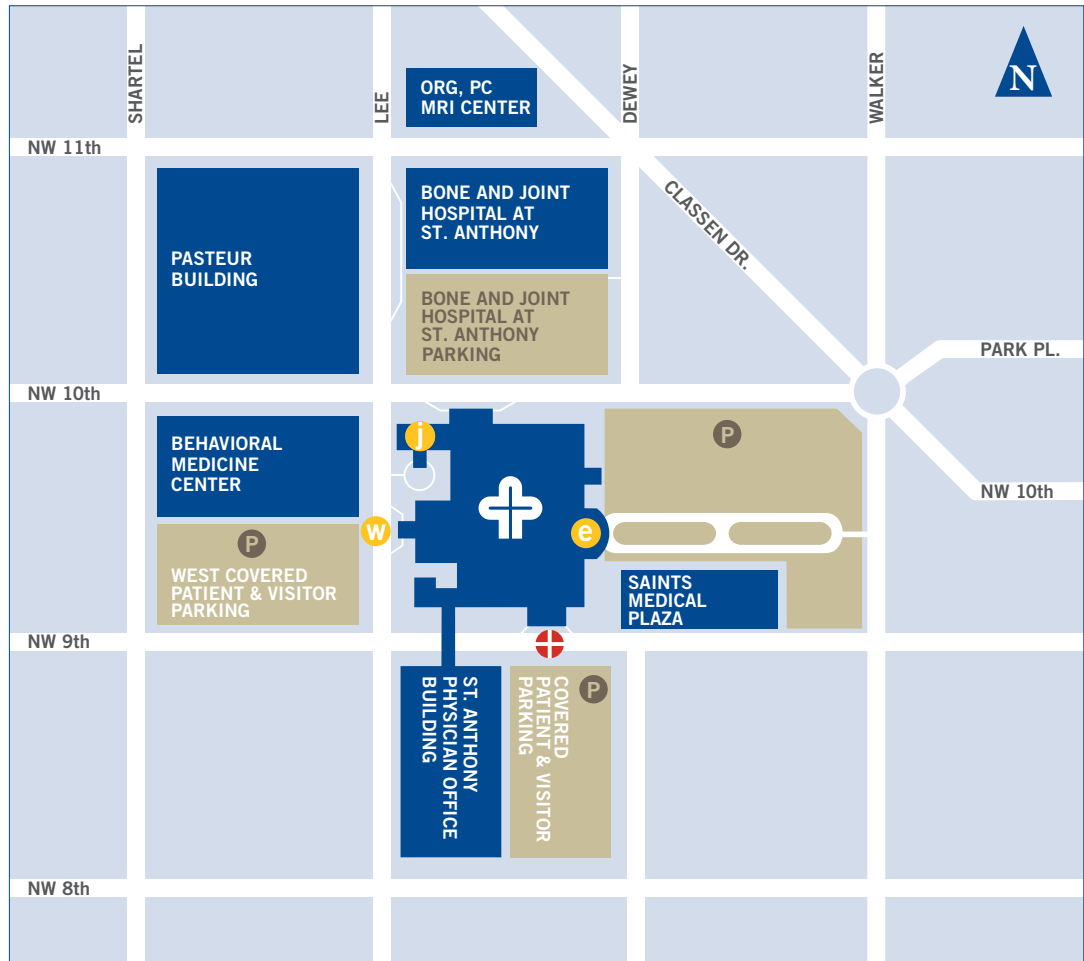 SHARTEL
LEE
DEWEY
WALKER
N
ORG, PC
MRI CENTER
NW 11th
CLASSEN DR.
PASTEUR
BUILDING
BONE AND JOINT
HOSPITAL AT
ST. ANTHONY
BONE AND JOINT
HOSPITAL AT
ST. ANTHONY
PARKING
PARK PL.
NW 10th
BEHAVIORAL
MEDICINE
CENTER
j
P
NW 10th
w
e
P
WEST COVERED
PATIENT & VISITOR
PARKING
SAINTS
MEDICAL
PLAZA
NW 9th
ST. ANTHONY
PHYSICIAN OFFICE
BUILDING
COVERED
PATIENT & VISITOR
PARKING
P
NW 8th